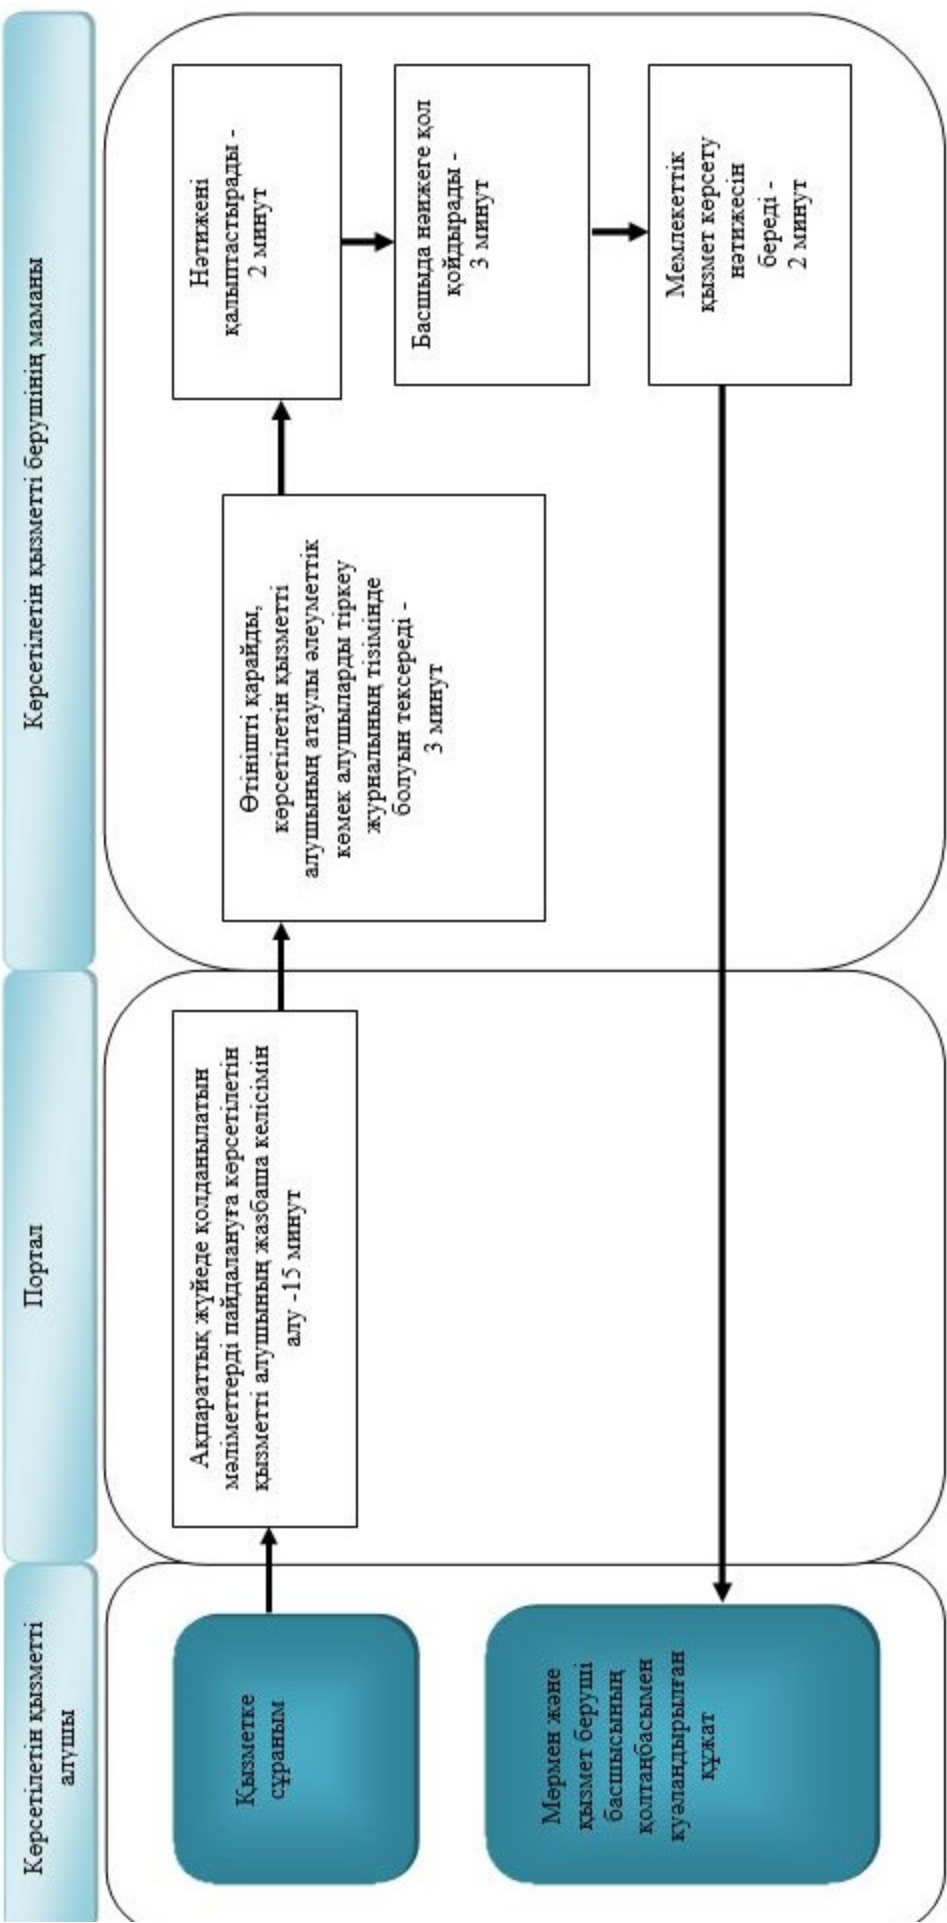 Көрсетілетін қызметті
алушы
Портал
Көрсетілетін қызметті берушінің маманы
Қызметке
сұраным
Ақпараттық жүйеде қолданылатын
мәліметтерді пайдалануға көрсетілетін
қызметті алушының жазбаша келісімін
алу -15 минут
Өтінішті қарайды,
көрсетілетін қызметті
алушының атаулы әлеуметтік
көмек алушыларды тіркеу
журналының тізімінде
болуын тексереді -
3 минут
Нәтижені
қалыптастырады -
2 минут
Басшыда нәижеге қол
қойдырады -
3 минут
Мемлекеттік
қызмет көрсету
нәтижесін
береді -
2 минут
Мөрмен және
қызмет беруші
басшысының
қолтаңбасымен
куәландырылған
құжат